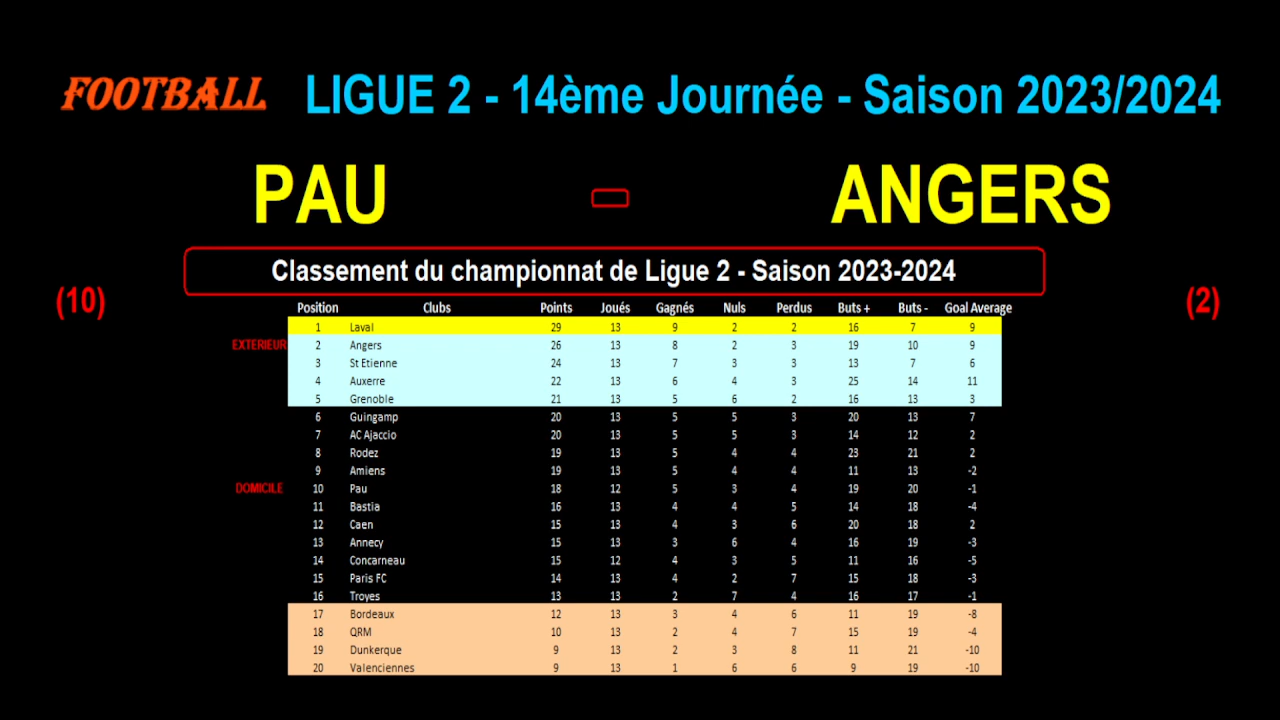 FOOTBALL LIGUE 2 - 14ème Journée - Saison 2023/2024
PAU - ANGERS
Classement du championnat de Ligue 2 - Saison 2023-2024
(10) (2)
Position Clubs Points Joués Gagnés Nuls Perdus Buts + Buts - Goal Average
1 Laval 29 13 9 2 2 16 7 9
EXTERIEUR 2 Angers 26 13 8 2 3 19 10 9
3 St Etienne 24 13 7 3 3 13 7 6
4 Auxerre 22 13 6 4 3 25 14 11
5 Grenoble 21 13 5 6 2 16 13 3
6 Guingamp 20 13 5 5 3 20 13 7
7 AC Ajaccio 20 13 5 5 3 14 12 2
8 Rodez 19 13 5 4 4 23 21 2
9 Amiens 19 13 5 4 4 11 13 -2
DOMICILE 10 Pau 18 12 5 3 4 19 20 -1
11 Bastia 16 13 4 4 5 14 18 -4
12 Caen 15 13 4 3 6 20 18 2
13 Annecy 15 13 3 6 4 16 19 -3
14 Concarneau 15 12 4 3 5 11 16 -5
15 Paris FC 14 13 4 2 7 15 18 -3
16 Troyes 13 13 2 7 4 16 17 -1
17 Bordeaux 12 13 3 4 6 11 19 -8
18 QRM 10 13 2 4 7 15 19 -4
19 Dunkerque 9 13 2 3 8 11 21 -10
20 Valenciennes 9 13 1 6 6 9 19 -10